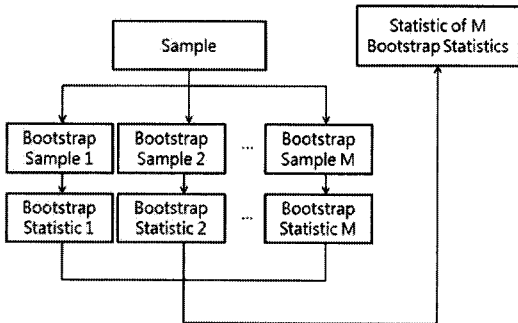 Sample
Statistic of M
Bootstrap Statistics
Bootstrap
Sample 1
Bootstrap
Sample 2
...
Bootstrap
Sample M
Bootstrap
Statistic 1
Bootstrap
Statistic 2
...
Bootstrap
Statistic M